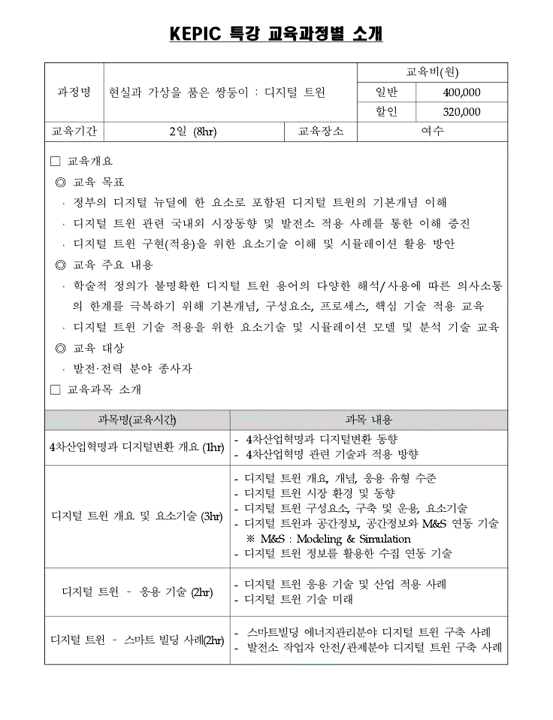 KEPIC 특강 교육과정별 소개
과정명
현실과 가상을 품은 쌍둥이 : 디지털 트윈
교육비(원)
일반
400,000
할인
320,000
교육기간
2일 (8hr)
교육장소
여수
□ 교육개요
◎ 교육 목표
· 정부의 디지털 뉴딜에 한 요소로 포함된 디지털 트윈의 기본개념 이해
· 디지털 트윈 관련 국내외 시장동향 및 발전소 적용 사례를 통한 이해 증진
· 디지털 트윈 구현(적용)을 위한 요소기술 이해 및 시뮬레이션 활용 방안
◎ 교육 주요 내용
· 학술적 정의가 불명확한 디지털 트윈 용어의 다양한 해석/사용에 따른 의사소통
의 한계를 극복하기 위해 기본개념, 구성요소, 프로세스, 핵심 기술 적용 교육
· 디지털 트윈 기술 적용을 위한 요소기술 및 시뮬레이션 모델 및 분석 기술 교육
◎ 교육 대상
· 발전·전력 분야 종사자
□ 교육과목 소개
과목명(교육시간)
과목 내용
4차산업혁명과 디지털변환 개요 (1hr)
- 4차산업혁명과 디지털변환 동향
- 4차산업혁명 관련 기술과 적용 방향
디지털 트윈 개요 및 요소기술 (3hr)
- 디지털 트윈 개요, 개념, 응용 유형 수준
- 디지털 트윈 시장 환경 및 동향
- 디지털 트윈 구성요소, 구축 및 운용, 요소기술
- 디지털 트윈과 공간정보, 공간정보와 M&S 연동 기술
※ M&S : Modeling & Simulation
- 디지털 트윈 정보를 활용한 수집 연동 기술
디지털 트윈 - 응용 기술 (2hr)
- 디지털 트윈 응용 기술 및 산업 적용 사례
- 디지털 트윈 기술 미래
디지털 트윈 - 스마트 빌딩 사례(2hr)
- 스마트빌딩 에너지관리분야 디지털 트윈 구축 사례
- 발전소 작업자 안전/관제분야 디지털 트윈 구축 사례